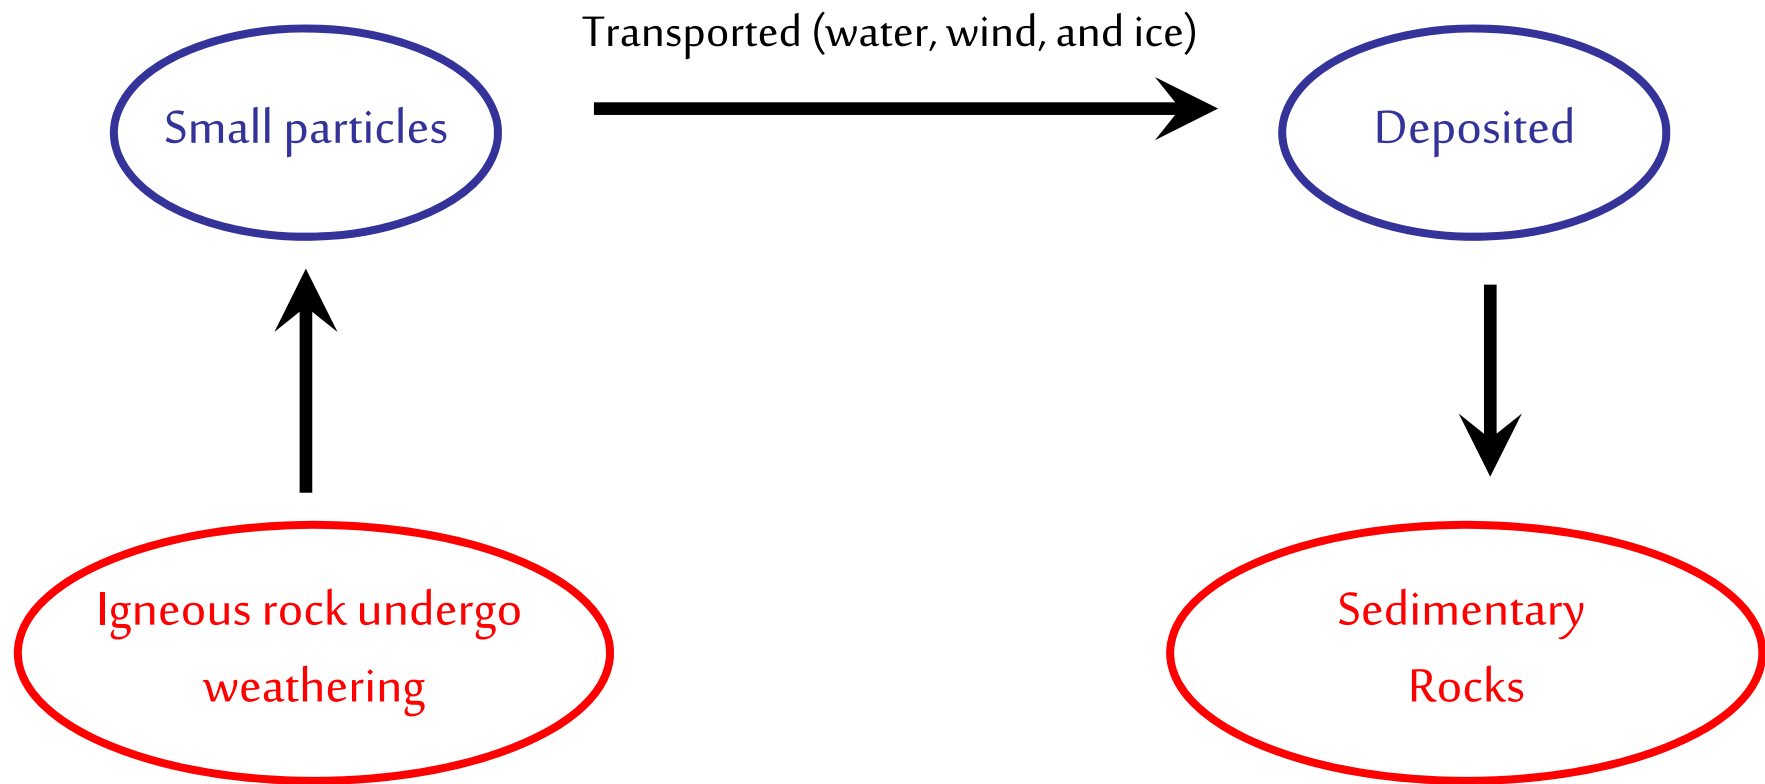 Transported (water, wind, and ice)
Small particles
Deposited
Igneous rock undergo
weathering
Sedimentary
Rocks